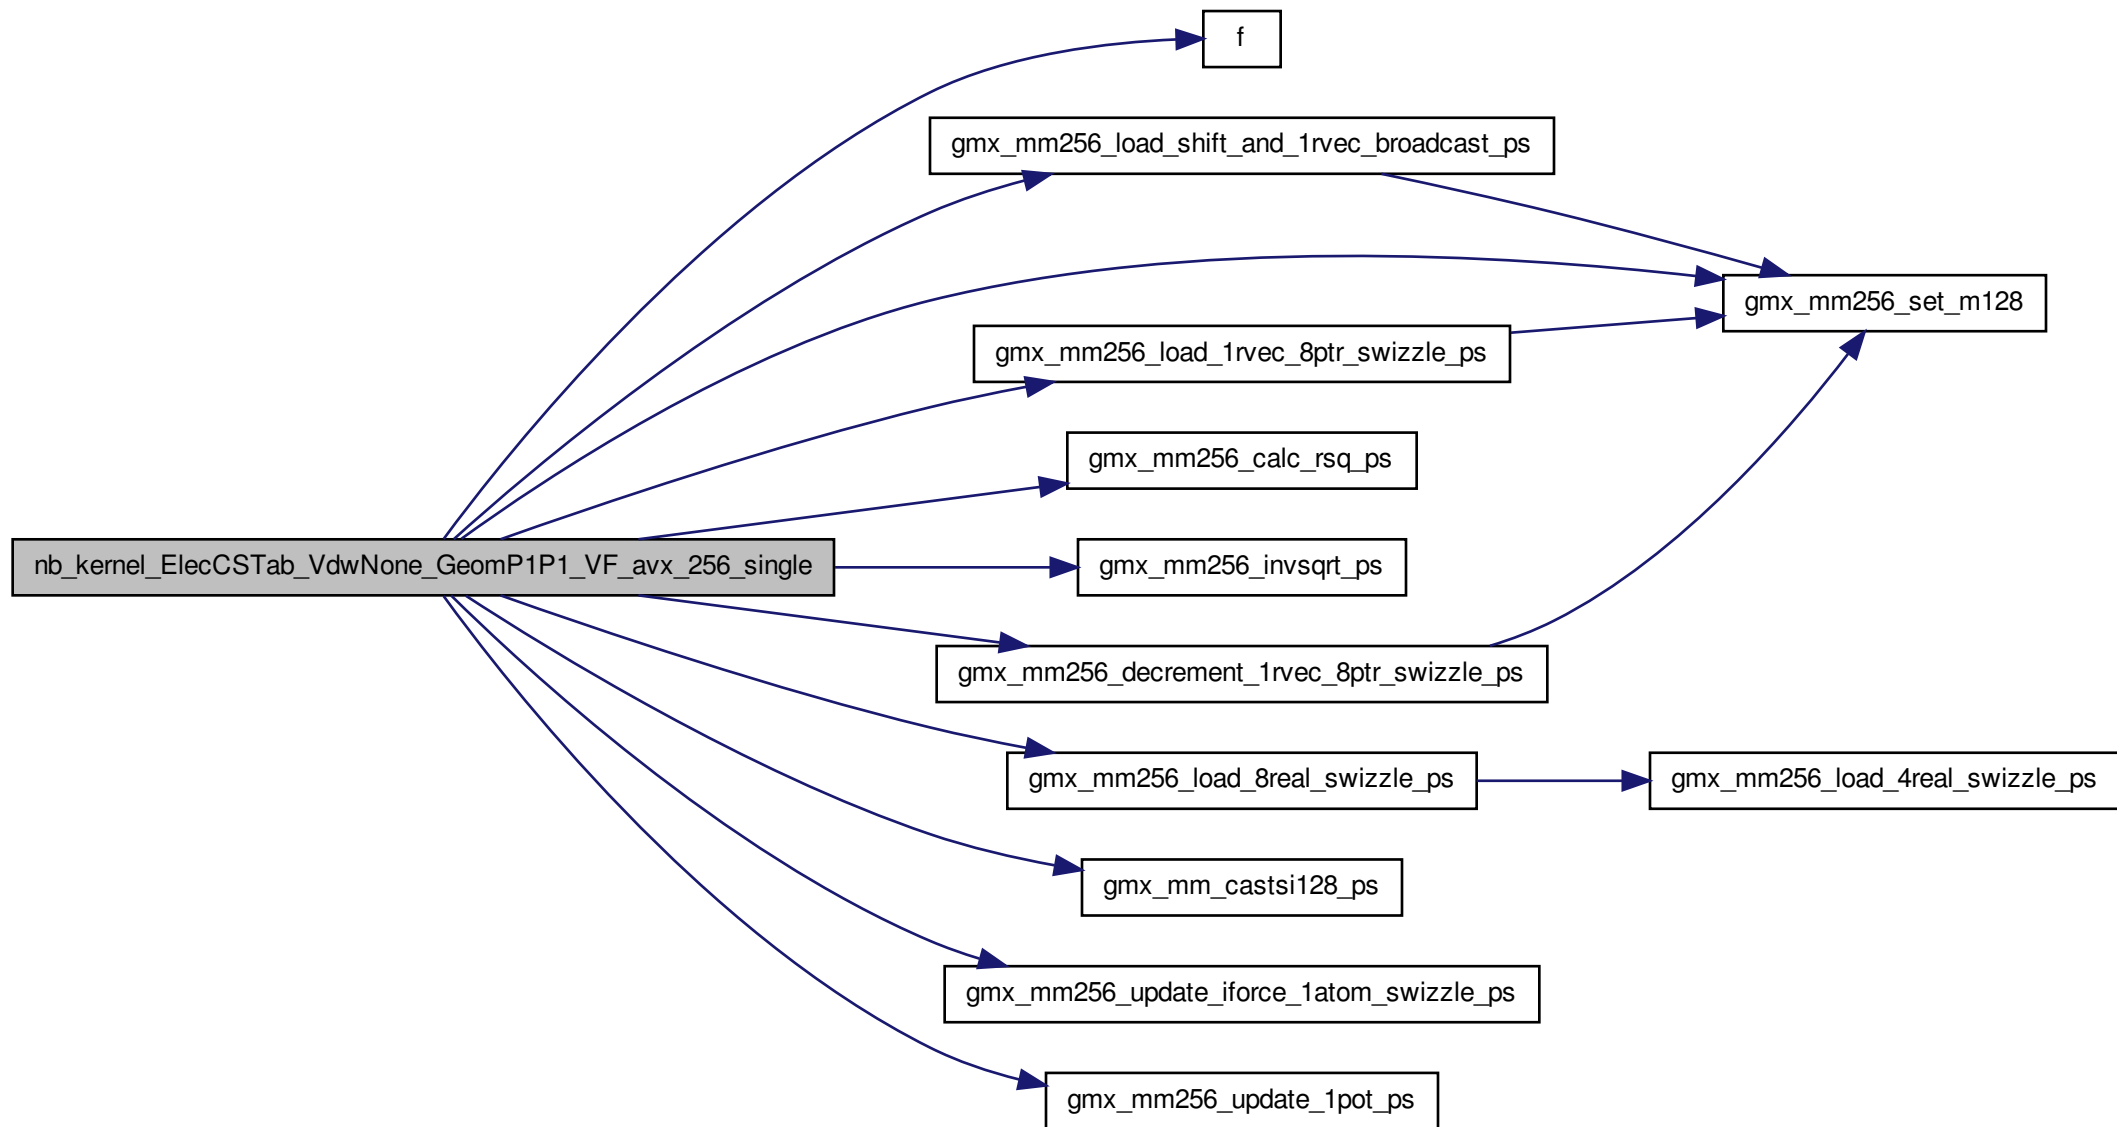 f
gmx_mm256_load_shift_and_1rvec_broadcast_ps
gmx_mm256_set_m128
gmx_mm256_load_1rvec_8ptr_swizzle_ps
gmx_mm256_calc_rsq_ps
nb_kernel_ElecCSTab_VdwNone_GeomP1P1_VF_avx_256_single
gmx_mm256_invsqrt_ps
gmx_mm256_decrement_1rvec_8ptr_swizzle_ps
gmx_mm256_load_8real_swizzle_ps
gmx_mm256_load_4real_swizzle_ps
gmx_mm_castsi128_ps
gmx_mm256_update_iforce_1atom_swizzle_ps
gmx_mm256_update_1pot_ps